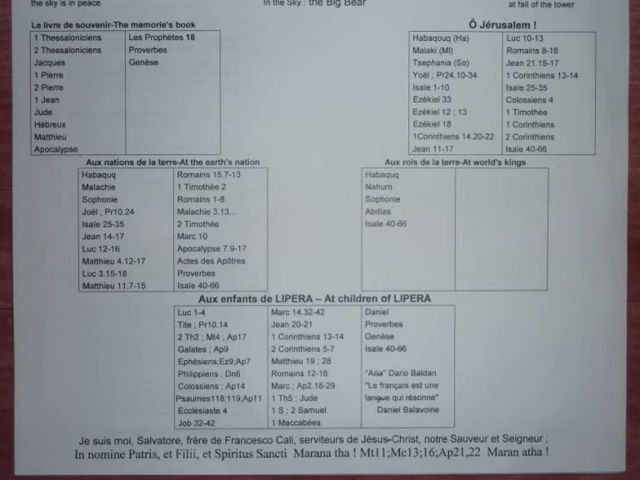 the sky is in peace
In the Sky : the Big Bear
at fall of the tower
Le livre de souvenir-The memorie's book
1 Thessaloniciens Les Prophètes 18
2 Thessaloniciens Proverbes
Jacques Genèse
1 Pierre
2 Pierre
1 Jean
Jude
Hébreux
Matthieu
Apocalypse
Ô Jérusalem !
Habaqouq (Ha) Luc 10-13
Malaki (Ml) Romains 8-16
Tsephania (So) Jean 21.15-17
Yoël ; Pr24,10-34 1 Corinthiens 13-14
Isaïe 1-10 Isaïe 25-35
Ezékiel 33 Colossiens 4
Ezékiel 12 ; 13 1 Timothée
Ezékiel 18 1 Corinthiens
1Corinthiens 14.20-22 2 Corinthiens
Jean 11-17 Isaïe 40-66
Aux nations de la terre-At the earth's nation
Habaquq Romains 15.7-13
Malachie 1 Timothée 2
Sophonie Romains 1-8
Joël ; Pr10.24 Malachie 3.13...
Isaïe 25-35 2 Timothée
Jean 14-17 Marc 10
Luc 12-16 Apocalypse 7.9-17
Matthieu 4.12-17 Actes des Apôtres
Luc 3.15-18 Proverbes
Matthieu 11.7-15 Isaïe 40-66
Aux rois de la terre-At world's kings
Habaquq
Nahum
Sophonie
Abdias
Isaïe 40-66
Aux enfants de LIPERA – At children of LIPERA
Luc 1-4 Marc 14.32-42 Daniel
Tite ; Pr10.14 Jean 20-21 Proverbes
2 Th2 ; Mt4 ; Ap17 1 Corinthiens 13-14 Genèse
Galates ; Ap9 2 Corinthiens 5-7 Isaïe 40-66
Ephésiens;Ez9;Ap7 Matthieu 19 ; 28
Philippiens , Dn6 Romains 12-16 "Aria" Dario Baldan
Colossiens ; Ap14 Marc ; Ap2.18-29 "Le français est une
Psaumes118;119;Ap11 1 Th5 ; Jude langue qui résonne"
Ecclésiaste 4 1 S ; 2 Samuel Daniel Balavoine
Job 32-42 1 Maccabées
Je suis moi, Salvatore, frère de Francesco Cali, serviteurs de Jésus-Christ, notre Sauveur et Seigneur ;
In nomine Patris, et Filii, et Spiritus Sancti Marana tha ! Mt11;Mc13;16;Ap21,22 Maran atha !